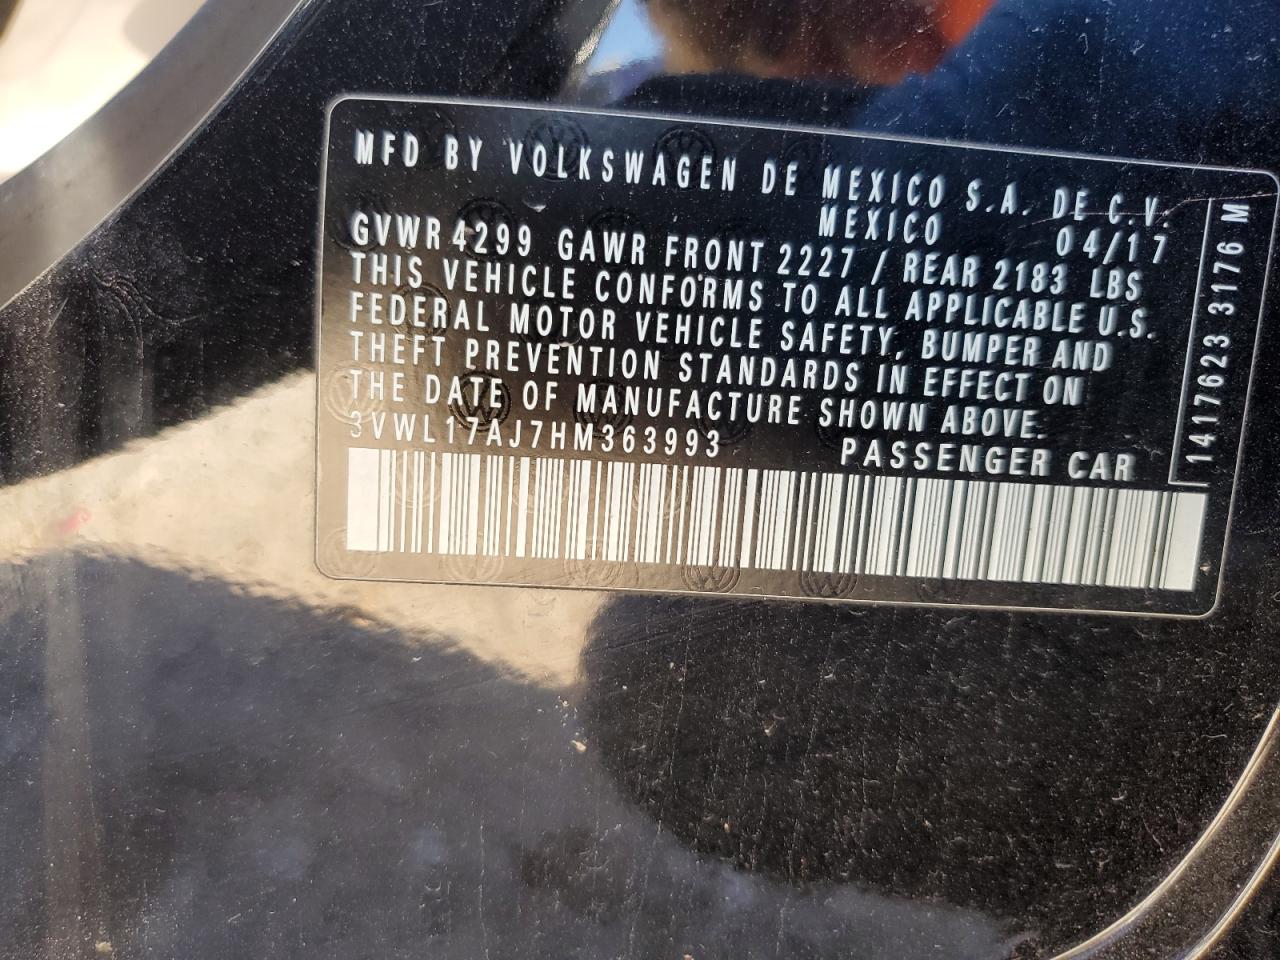 MFD BY VOLKSWAGEN DE MEXICO S.A. DE C.V.
MEXICO 04/17
GVWR 4299 GAWR FRONT 2227 / REAR 2183 LBS
THIS VEHICLE CONFORMS TO ALL APPLICABLE U.S.
FEDERAL MOTOR VEHICLE SAFETY, BUMPER AND
THEFT PREVENTION STANDARDS IN EFFECT ON
THE DATE OF MANUFACTURE SHOWN ABOVE.
3VWL17AJ7HM363993 PASSENGER CAR
1417623 3176 M